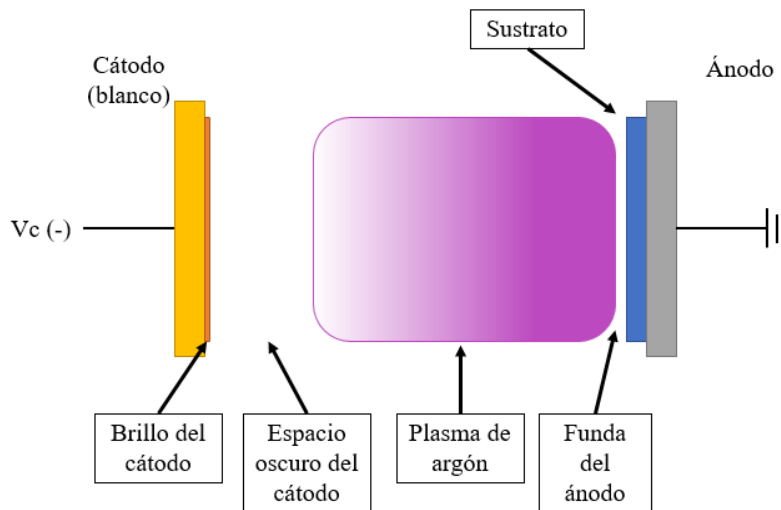 Sustrato
Cátodo
(blanco)
Ánodo
Vc (-)
Brillo del
cátodo
Espacio
oscuro del
cátodo
Plasma de
argón
Funda
del
ánodo